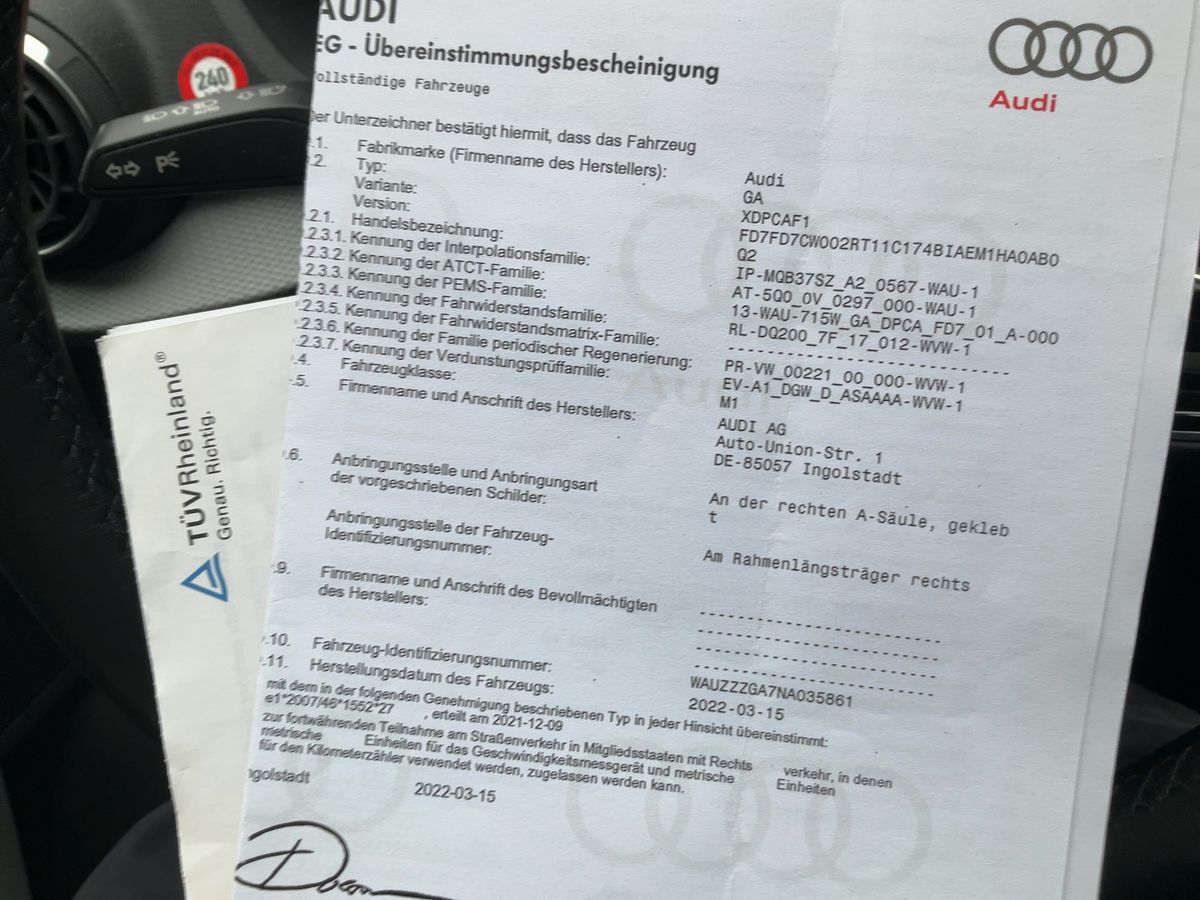 AUDI
EG - Übereinstimmungsbescheinigung
ollständige Fahrzeuge
Audi
240
AUTO
Der Unterzeichner bestätigt hiermit, dass das Fahrzeug
.1. Fabrikmarke (Firmenname des Herstellers): Audi
.2. Typ: GA
Variante: XDPCAF1
Version: FD7FD7CW002RT11C174BIAEM1HA0AB0
.2.1. Handelsbezeichnung: Q2
.2.3.1. Kennung der Interpolationsfamilie: IP-MQB37SZ_A2_0567-WAU-1
.2.3.2. Kennung der ATCT-Familie: AT-5Q0_0V_0297_000-WAU-1
.2.3.3. Kennung der PEMS-Familie: 13-WAU-715W_GA_DPCA_FD7_01_A-000
.2.3.4. Kennung der Fahrwiderstandsfamilie: RL-DQ200_7F_17_012-WVW-1
.2.3.5. Kennung der Fahrwiderstandsmatrix-Familie: ------------------------------
.2.3.6. Kennung der Familie periodischer Regenerierung: PR-VW_00221_00_000-WVW-1
.2.3.7. Kennung der Verdunstungsprüffamilie: EV-A1_DGW_D_ASAAAA-WVW-1
.4. Fahrzeugklasse: M1
.5. Firmenname und Anschrift des Herstellers: AUDI AG
Auto-Union-Str. 1
DE-85057 Ingolstadt
.6. Anbringungsstelle und Anbringungsart
der vorgeschriebenen Schilder: An der rechten A-Säule, gekleb
t
Anbringungsstelle der Fahrzeug-
Identifizierungsnummer: Am Rahmenlängsträger rechts
.9. Firmenname und Anschrift des Bevollmächtigten
des Herstellers:
.10. Fahrzeug-Identifizierungsnummer: WAUZZZGA7NA035861
.11. Herstellungsdatum des Fahrzeugs: 2022-03-15
mit dem in der folgenden Genehmigung beschriebenen Typ in jeder Hinsicht übereinstimmt:
e1*2007/46*1552*27 , erteilt am 2021-12-09
zur fortwährenden Teilnahme am Straßenverkehr in Mitgliedsstaaten mit Rechts verkehr, in denen
metrische Einheiten für das Geschwindigkeitsmessgerät und metrische Einheiten
für den Kilometerzähler verwendet werden, zugelassen werden kann.
ngolstadt 2022-03-15
TÜVRheinland®
Genau. Richtig.